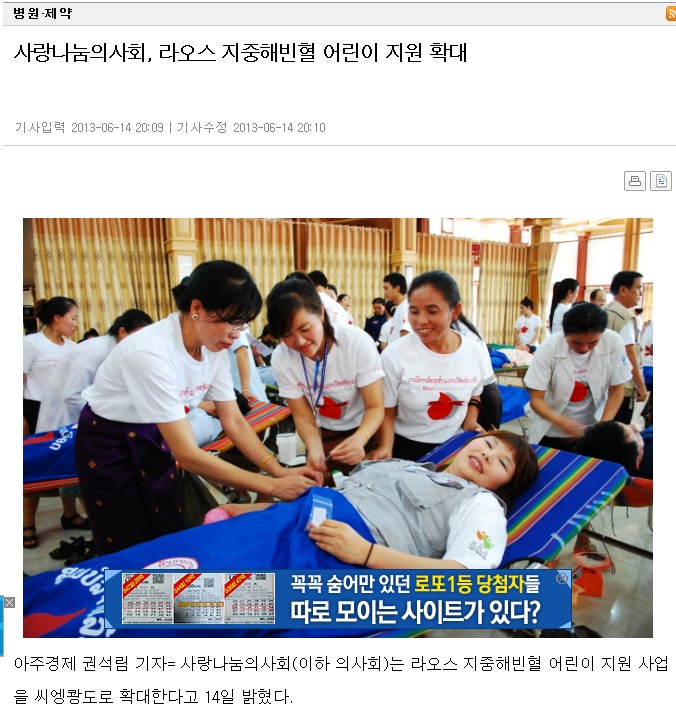 병원·제약
사랑나눔의사회, 라오스 지중해빈혈 어린이 지원 확대
기사입력 2013-06-14 20:09 | 기사수정 2013-06-14 20:10
꼭꼭 숨어만 있던 로또1등 당첨자들
따로 모이는 사이트가 있다?
아주경제 권석림 기자= 사랑나눔의사회(이하 의사회)는 라오스 지중해빈혈 어린이 지원 사업
을 씨엥쾅도로 확대한다고 14일 밝혔다.